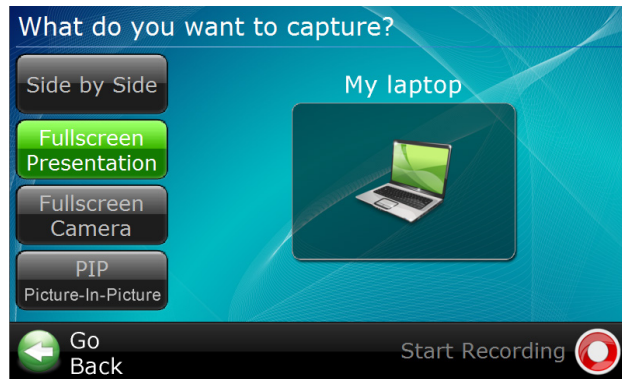 What do you want to capture?
Side by Side
Fullscreen
Presentation
Fullscreen
Camera
PIP
Picture-In-Picture
My laptop
Go
Back
Start Recording